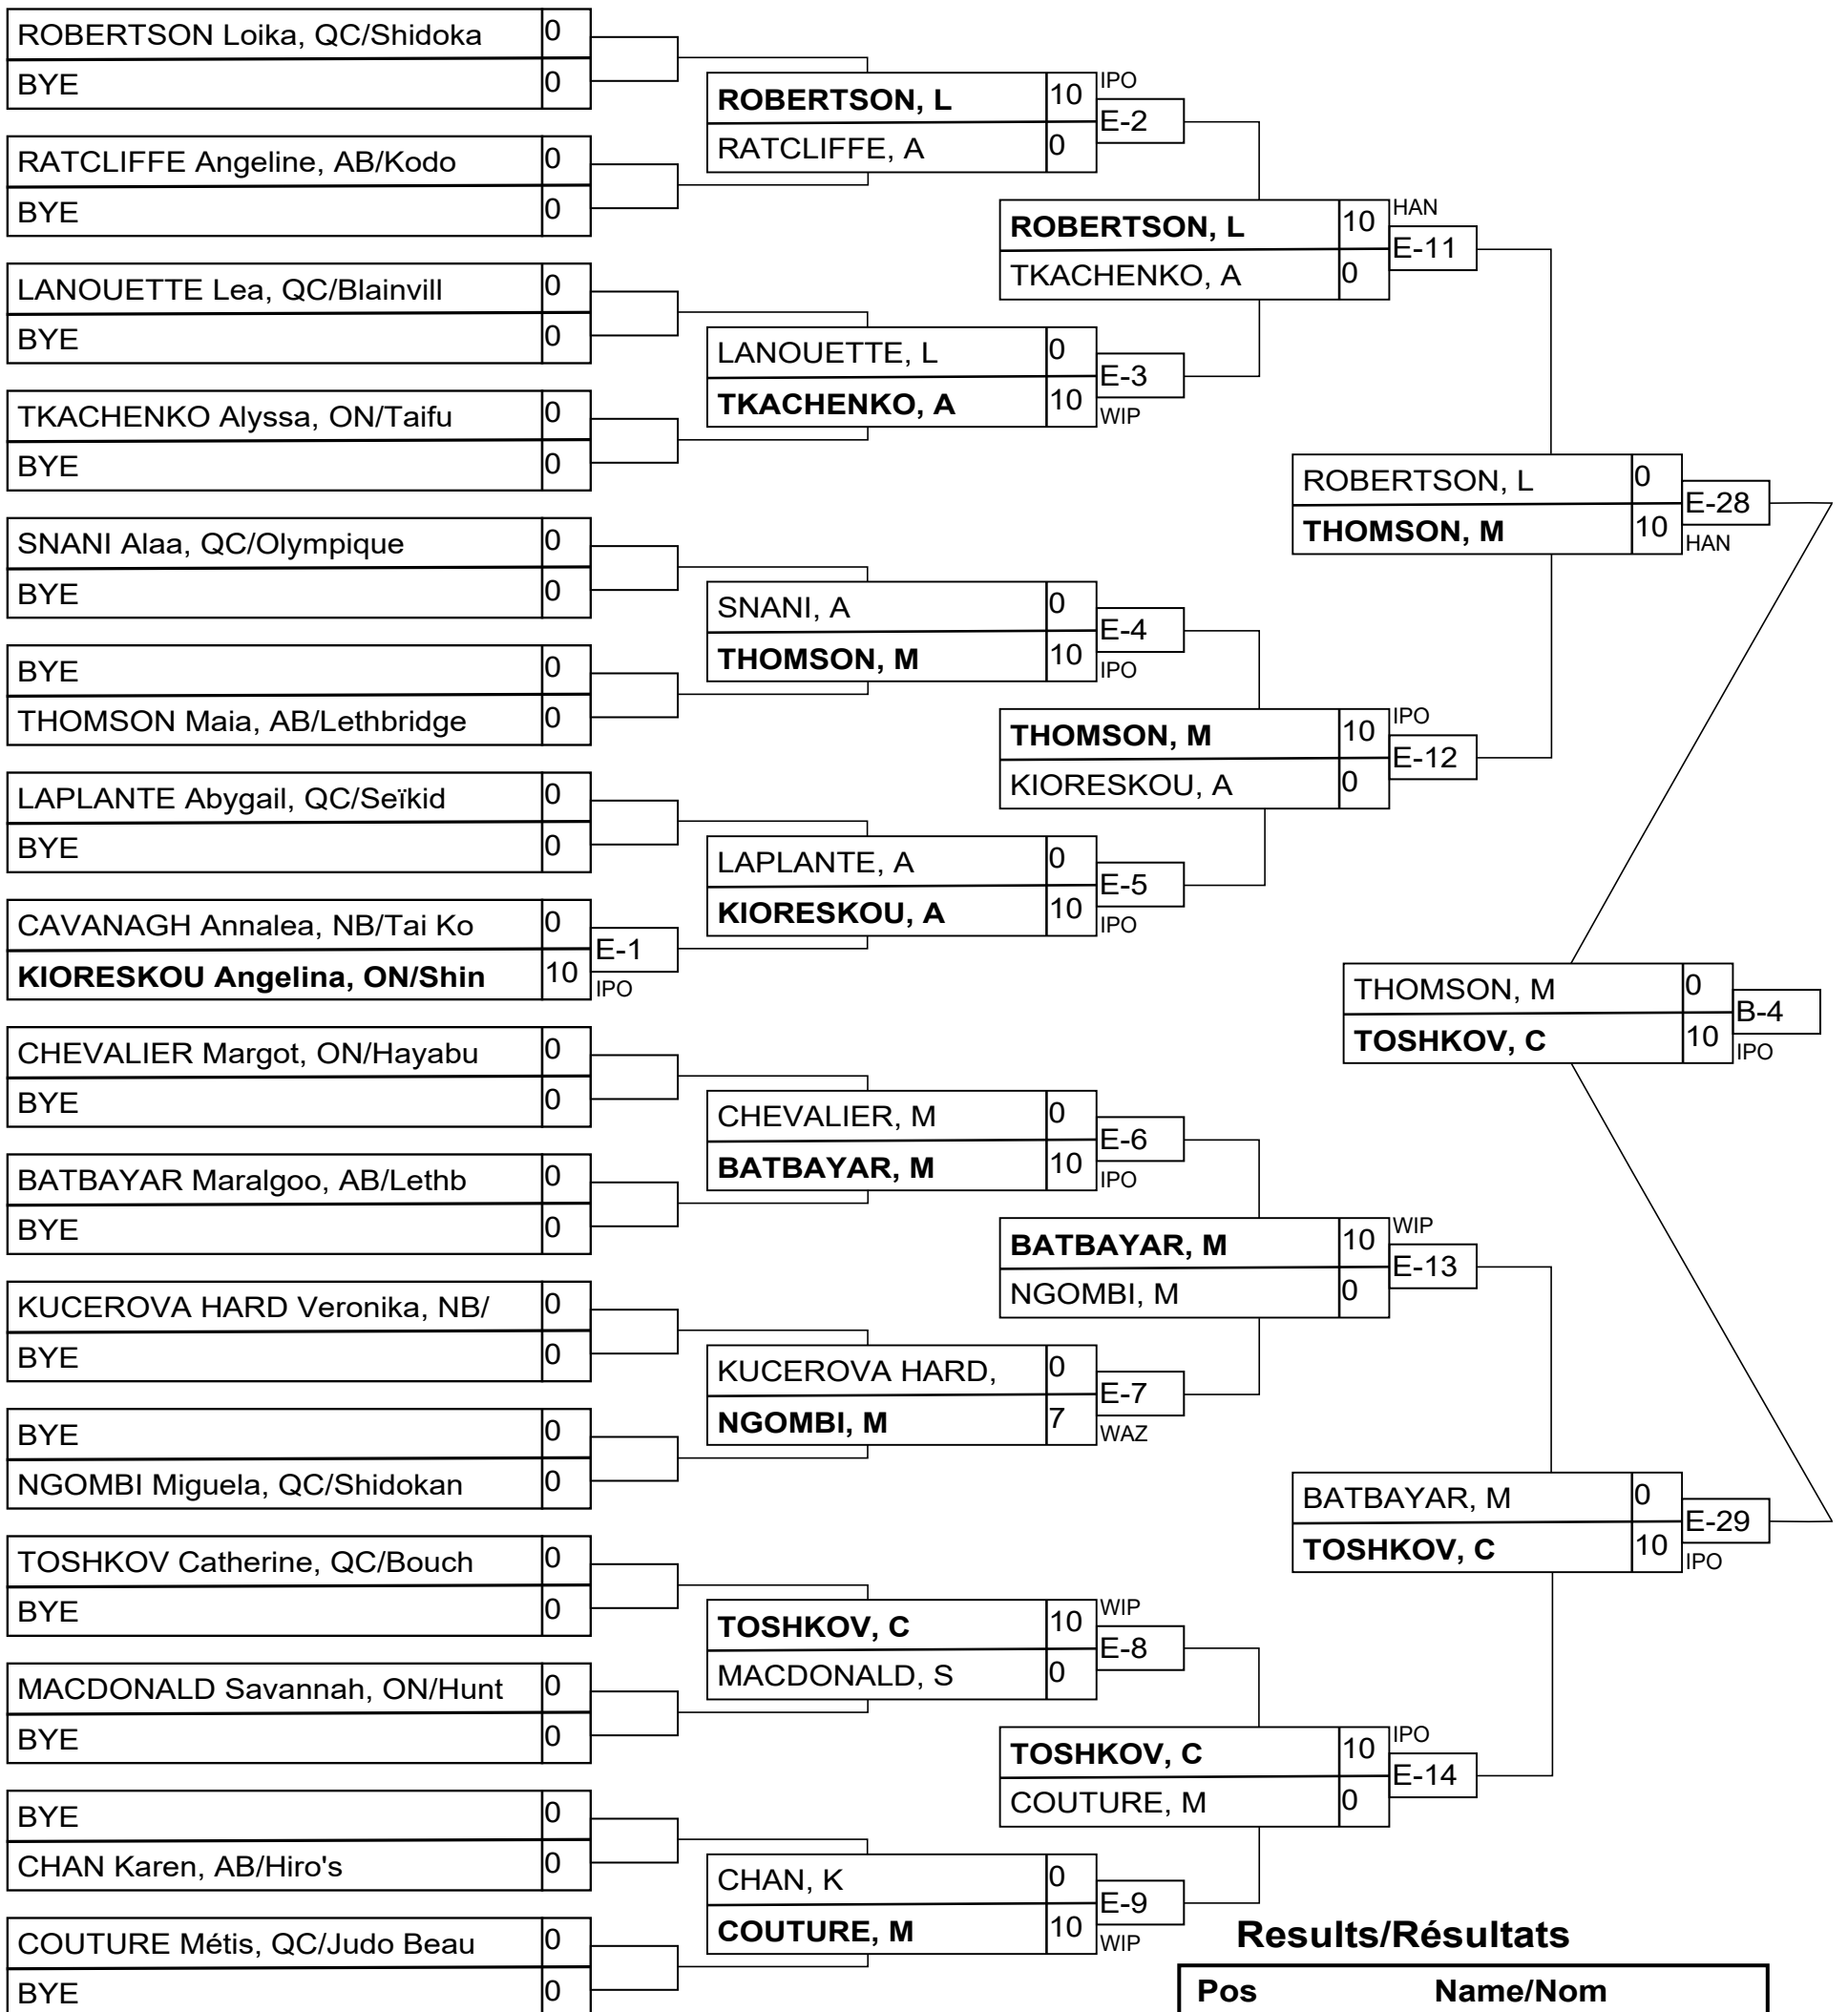 ROBERTSON Loika, QC/Shidoka 0
BYE 0
RATCLIFFE Angeline, AB/Kodo 0
BYE 0
LANOUETTE Lea, QC/Blainvill 0
BYE 0
TKACHENKO Alyssa, ON/Taifu 0
BYE 0
SNANI Alaa, QC/Olympique 0
BYE 0
BYE 0
THOMSON Maia, AB/Lethbridge 0
LAPLANTE Abygail, QC/Seïkid 0
BYE 0
CAVANAGH Annalea, NB/Tai Ko 0
E-1
KIORESKOU Angelina, ON/Shin 10
IPO
CHEVALIER Margot, ON/Hayabu 0
BYE 0
BATBAYAR Maralgoo, AB/Lethb 0
BYE 0
KUCEROVA HARD Veronika, NB/ 0
BYE 0
BYE 0
NGOMBI Miguela, QC/Shidokan 0
TOSHKOV Catherine, QC/Bouch 0
BYE 0
MACDONALD Savannah, ON/Hunt 0
BYE 0
BYE 0
CHAN Karen, AB/Hiro's 0
COUTURE Métis, QC/Judo Beau 0
BYE 0
IPO
ROBERTSON, L 10
E-2
RATCLIFFE, A 0
LANOUETTE, L 0
E-3
TKACHENKO, A 10
WIP
SNANI, A 0
E-4
THOMSON, M 10
IPO
LAPLANTE, A 0
E-5
KIORESKOU, A 10
IPO
CHEVALIER, M 0
E-6
BATBAYAR, M 10
IPO
KUCEROVA HARD, 0
E-7
NGOMBI, M 7
WAZ
WIP
TOSHKOV, C 10
E-8
MACDONALD, S 0
CHAN, K 0
E-9
COUTURE, M 10
WIP
HAN
ROBERTSON, L 10
E-11
TKACHENKO, A 0
IPO
THOMSON, M 10
E-12
KIORESKOU, A 0
WIP
BATBAYAR, M 10
E-13
NGOMBI, M 0
IPO
TOSHKOV, C 10
E-14
COUTURE, M 0
ROBERTSON, L 0
E-28
THOMSON, M 10
HAN
BATBAYAR, M 0
E-29
TOSHKOV, C 10
IPO
THOMSON, M 0
B-4
TOSHKOV, C 10
IPO
Results/Résultats
Pos Name/Nom